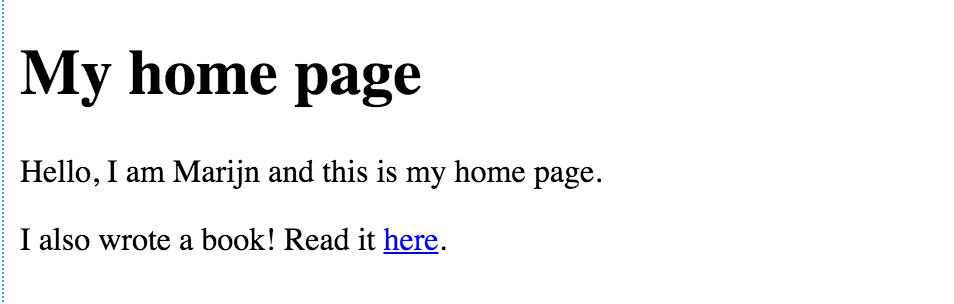 My home page
Hello, I am Marijn and this is my home page.
I also wrote a book! Read it here.